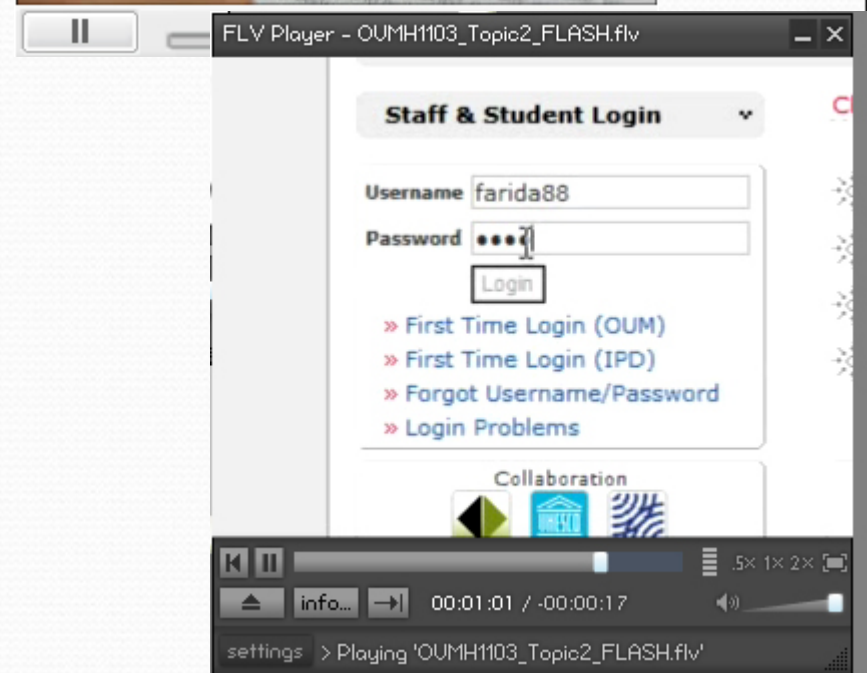 FLV Player - OUMH1103_Topic2_FLASH.flv
Staff & Student Login
Username farida88
Password ••••
Login
» First Time Login (OUM)
» First Time Login (IPD)
» Forgot Username/Password
» Login Problems
Collaboration
UNESCO
.5× 1× 2×
info...
00:01:01 / -00:00:17
settings > Playing 'OUMH1103_Topic2_FLASH.flv'